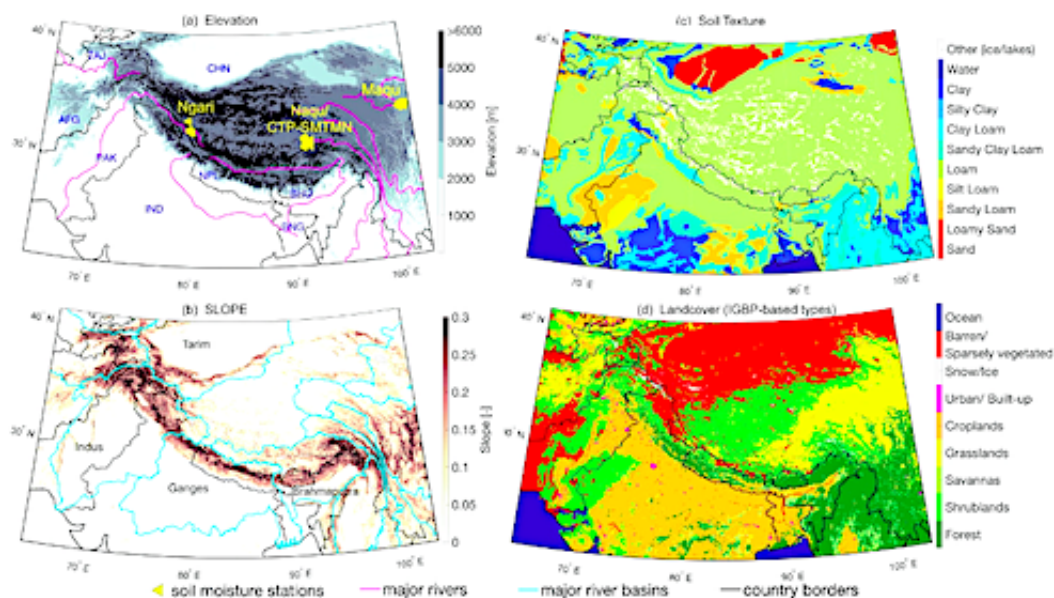 (a) Elevation
40° N
30° N
70° E
80° E
90° E
100° E
TAJ
AFG
PAK
IND
CHN
NPL
BHU
BNG
Ngari
Naqu/
CTP-SMTMN
Maqu
>6000
5000
4000
3000
2000
1000
Elevation [m]
(c) Soil Texture
40° N
30° N
70° E
80° E
90° E
100° E
Other (ice/lakes)
Water
Clay
Silty Clay
Clay Loam
Sandy Clay Loam
Loam
Silt Loam
Sandy Loam
Loamy Sand
Sand
(b) SLOPE
40° N
30° N
70° E
80° E
90° E
100° E
Tarim
Indus
Ganges
Brahmaputra
0.3
0.25
0.2
0.15
0.1
0.05
0
Slope [-]
(d) Landcover (IGBP-based types)
40° N
30° N
70° E
80° E
90° E
100° E
Ocean
Barren/
Sparsely vegetated
Snow/Ice
Urban/ Built-up
Croplands
Grasslands
Savannas
Shrublands
Forest
soil moisture stations
major rivers
major river basins
country borders